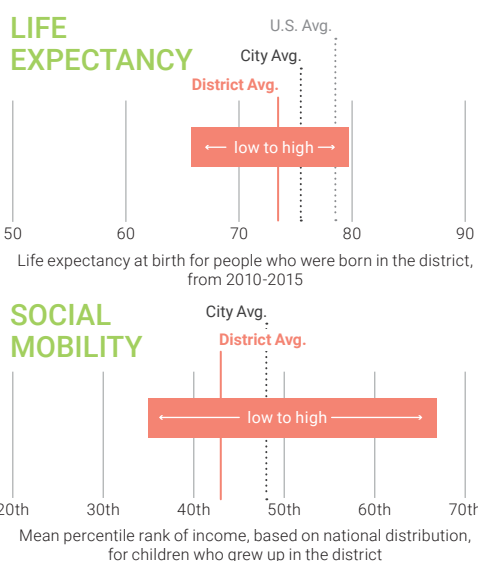 LIFE
EXPECTANCY
U.S. Avg.
City Avg.
District Avg.
← low to high →
50 60 70 80 90
Life expectancy at birth for people who were born in the district,
from 2010-2015
SOCIAL
MOBILITY
City Avg.
District Avg.
← low to high →
20th 30th 40th 50th 60th 70th
Mean percentile rank of income, based on national distribution,
for children who grew up in the district